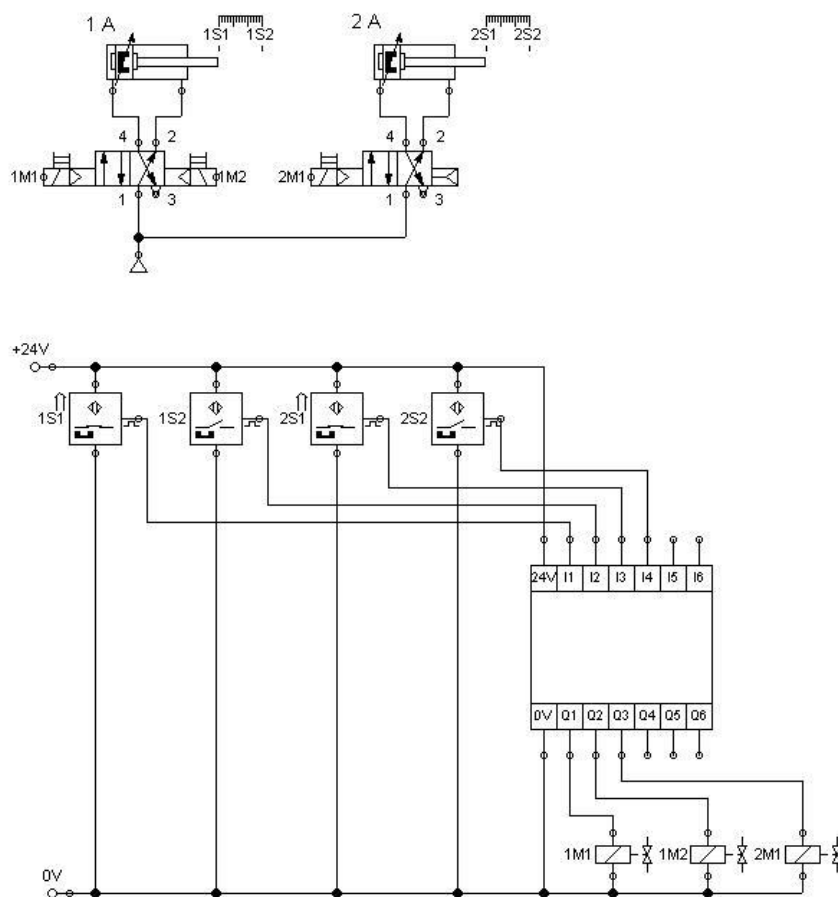 1 A
1S1 1S2
2 A
2S1 2S2
4 2
4 2
1M1 1M2
2M1
1 3
1 3
+24V
1S1 1S2 2S1 2S2
24V I1 I2 I3 I4 I5 I6
0V Q1 Q2 Q3 Q4 Q5 Q6
1M1 1M2 2M1
0V